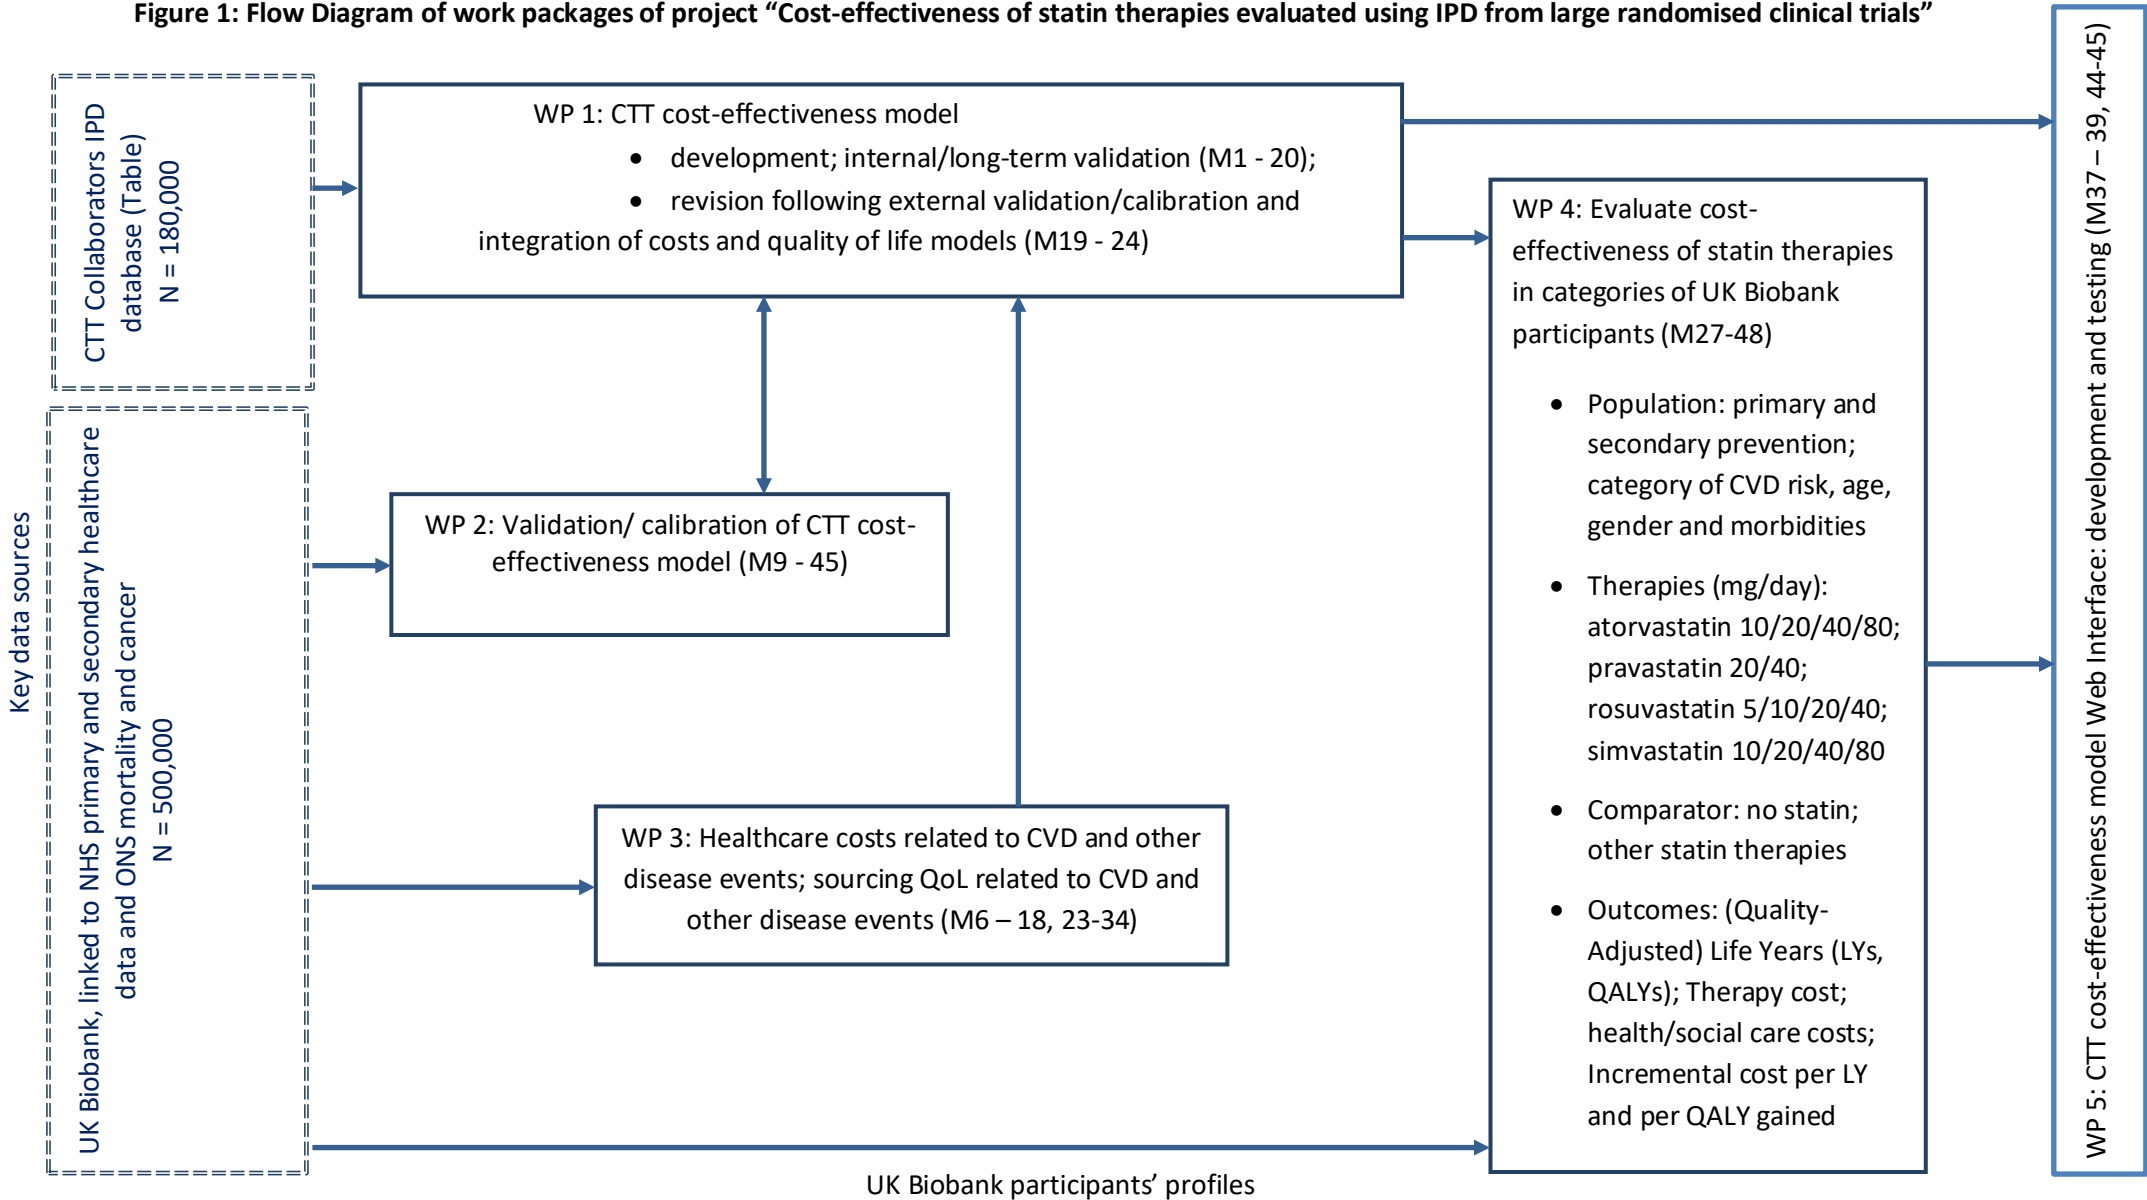 Figure 1: Flow Diagram of work packages of project “Cost-effectiveness of statin therapies evaluated using IPD from large randomised clinical trials”
Key data sources
CTT Collaborators IPD
database (Table)
N = 180,000
UK Biobank, linked to NHS primary and secondary healthcare
data and ONS mortality and cancer
N = 500,000
WP 1: CTT cost-effectiveness model
• development; internal/long-term validation (M1 - 20);
• revision following external validation/calibration and
integration of costs and quality of life models (M19 - 24)
WP 2: Validation/ calibration of CTT cost-
effectiveness model (M9 - 45)
WP 3: Healthcare costs related to CVD and other
disease events; sourcing QoL related to CVD and
other disease events (M6 – 18, 23-34)
WP 4: Evaluate cost-
effectiveness of statin therapies
in categories of UK Biobank
participants (M27-48)
• Population: primary and
secondary prevention;
category of CVD risk, age,
gender and morbidities
• Therapies (mg/day):
atorvastatin 10/20/40/80;
pravastatin 20/40;
rosuvastatin 5/10/20/40;
simvastatin 10/20/40/80
• Comparator: no statin;
other statin therapies
• Outcomes: (Quality-
Adjusted) Life Years (LYs,
QALYs); Therapy cost;
health/social care costs;
Incremental cost per LY
and per QALY gained
UK Biobank participants’ profiles
WP 5: CTT cost-effectiveness model Web Interface: development and testing (M37 – 39, 44-45)